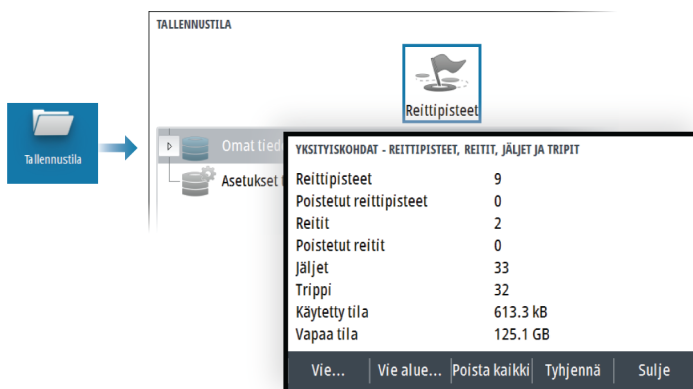 TALLENNUSTILA
Reittipisteet
Tallennustila
Omat
Asetukset
YKSITYISKOHDAT - REITTIPISTEET, REITIT, JÄLJET JA TRIPIT
Reittipisteet 9
Poistetut reittipisteet 0
Reitit 2
Poistetut reitit 0
Jäljet 33
Trippi 32
Käytetty tila 613.3 kB
Vapaa tila 125.1 GB
Vie... Vie alue... Poista kaikki Tyhjennä Sulje